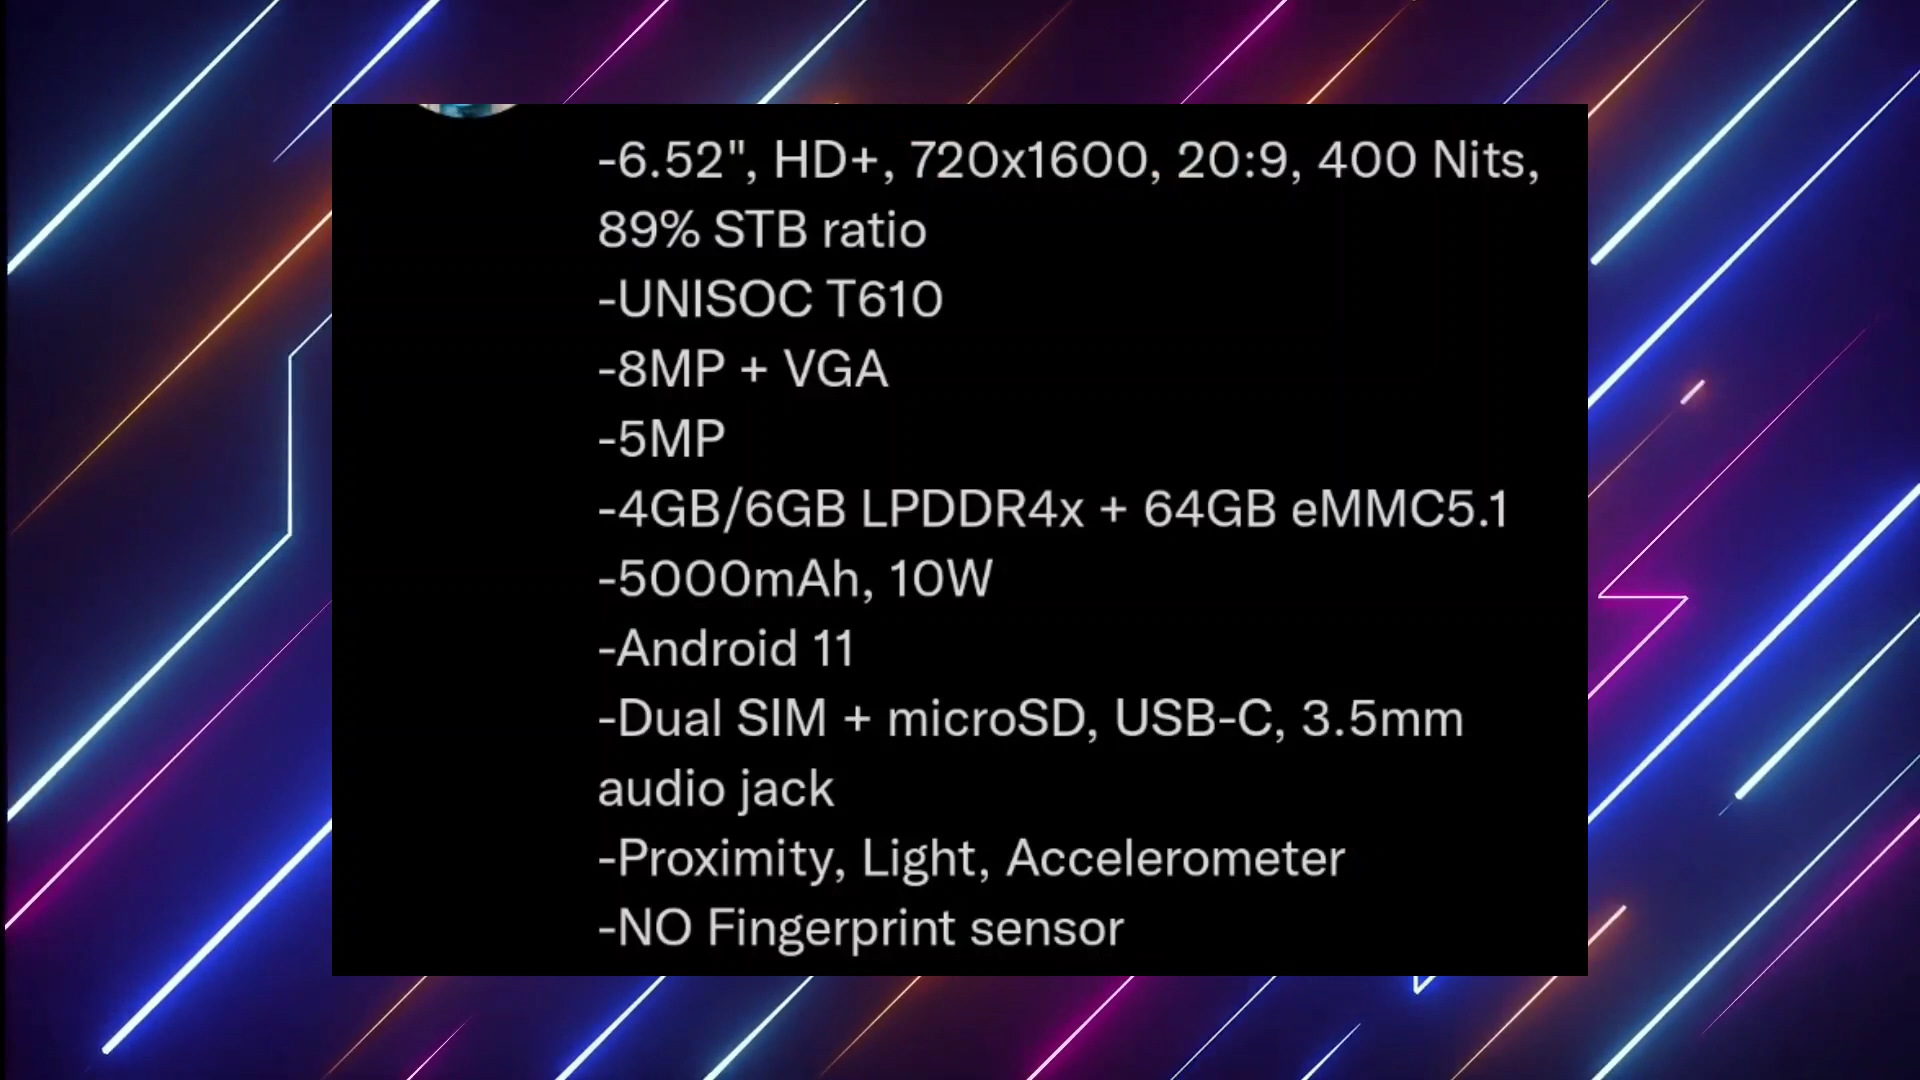 -6.52", HD+, 720x1600, 20:9, 400 Nits,
89% STB ratio
-UNISOC T610
-8MP + VGA
-5MP
-4GB/6GB LPDDR4x + 64GB eMMC5.1
-5000mAh, 10W
-Android 11
-Dual SIM + microSD, USB-C, 3.5mm
audio jack
-Proximity, Light, Accelerometer
-NO Fingerprint sensor